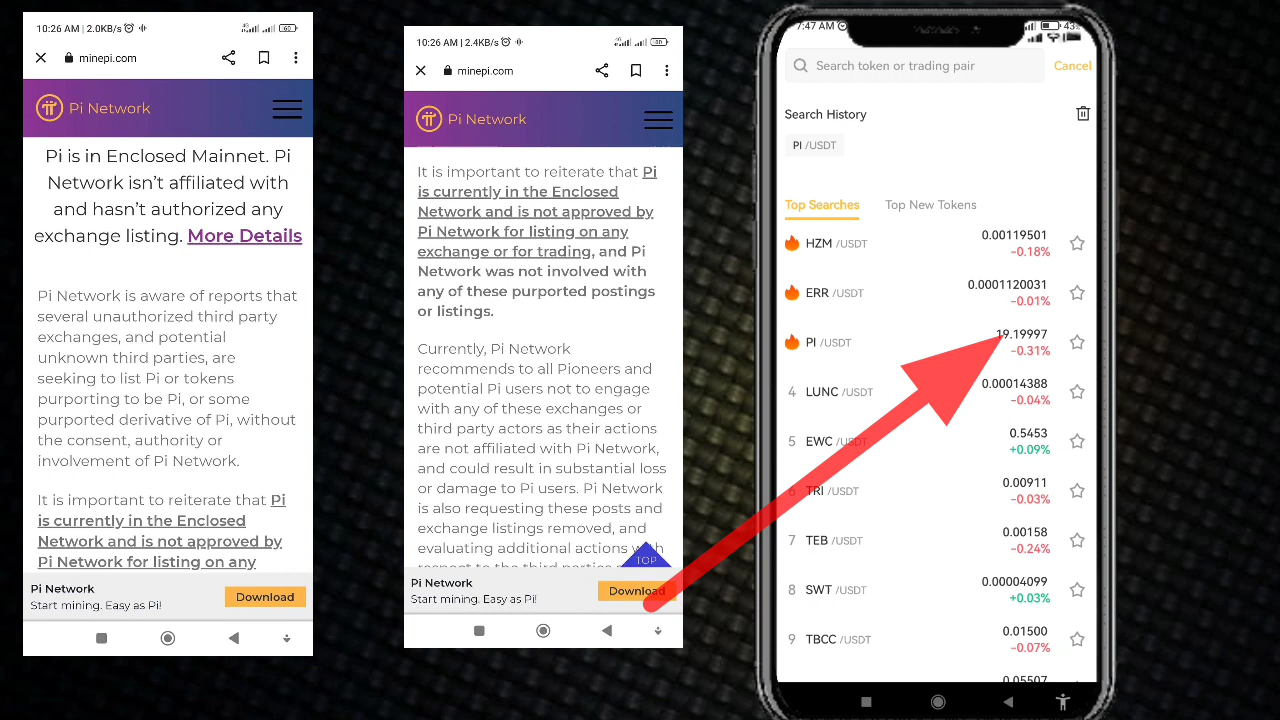 10:26 AM | 2.0KB/s
4G
60
minepi.com
Pi Network
Pi is in Enclosed Mainnet. Pi
Network isn't affiliated with
and hasn't authorized any
exchange listing. More Details
Pi Network is aware of reports that
several unauthorized third party
exchanges, and potential
unknown third parties, are
seeking to list Pi or tokens
purporting to be Pi, or some
purported derivative of Pi, without
the consent, authority or
involvement of Pi Network.
It is important to reiterate that Pi
is currently in the Enclosed
Network and is not approved by
Pi Network for listing on any
Pi Network
Start mining. Easy as Pi!
Download
10:26 AM | 2.4KB/s
4G
60
minepi.com
Pi Network
It is important to reiterate that Pi
is currently in the Enclosed
Network and is not approved by
Pi Network for listing on any
exchange or for trading, and Pi
Network was not involved with
any of these purported postings
or listings.
Currently, Pi Network
recommends to all Pioneers and
potential Pi users not to engage
with any of these exchanges or
third party actors as their actions
are not affiliated with Pi Network,
and could result in substantial loss
or damage to Pi users. Pi Network
is also requesting these posts and
exchange listings removed, and
evaluating additional actions with
respect to the third parties
TOP
Pi Network
Start mining. Easy as Pi!
Download
7:47 AM
43%
Search token or trading pair
Cancel
Search History
PI /USDT
Top Searches
Top New Tokens
HZM /USDT 0.00119501
-0.18%
ERR /USDT 0.0001120031
-0.01%
PI /USDT 19.19997
-0.31%
4 LUNC /USDT 0.00014388
-0.04%
5 EWC /USDT 0.5453
+0.09%
6 TRI /USDT 0.00911
-0.03%
7 TEB /USDT 0.00158
-0.24%
8 SWT /USDT 0.00004099
+0.03%
9 TBCC /USDT 0.01500
-0.07%
0.05507